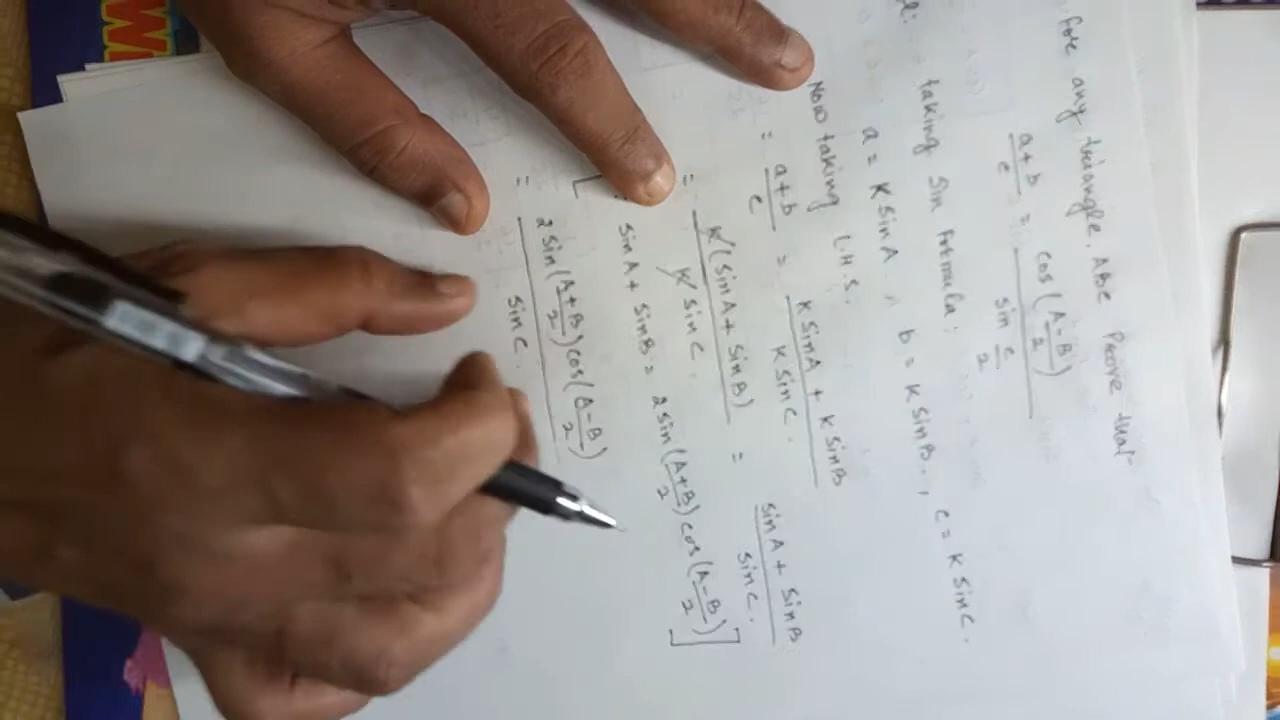 For any triangle, ABC Prove that
a+b/c = cos(A-B/2)/sin c/2
taking Sin Formula;
a = K sin A, b = K sin B, c = K sin C.
Now taking L.H.S.
= a+b/c = K sin A + K sin B/K sin C.
= K(sin A + sin B)/K sin C. = sin A + sin B/sin C.
[∵ sin A + sin B = 2 sin(A+B/2) cos(A-B/2)]
= 2 sin(A+B/2) cos(A-B/2)/sin C.